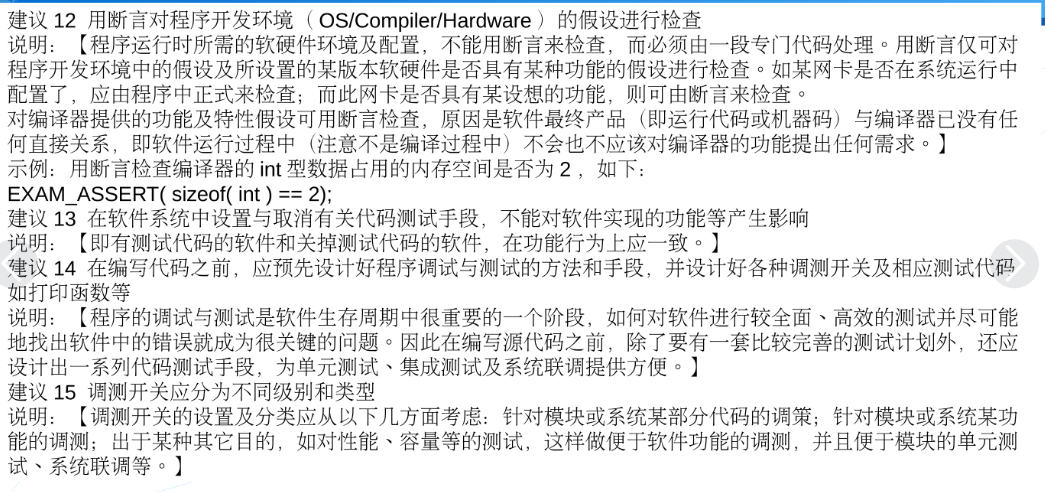 建议 12  用断言对程序开发环境（ OS/Compiler/Hardware ）的假设进行检查
说明：【程序运行时所需的软硬件环境及配置，不能用断言来检查，而必须由一段专门代码处理。用断言仅可对
程序开发环境中的假设及所设置的某版本软硬件是否具有某种功能的假设进行检查。如某网卡是否在系统运行中
配置了，应由程序中正式来检查；而此网卡是否具有某设想的功能，则可由断言来检查。
对编译器提供的功能及特性假设可用断言检查，原因是软件最终产品（即运行代码或机器码）与编译器已没有任
何直接关系，即软件运行过程中（注意不是编译过程中）不会也不应该对编译器的功能提出任何需求。】
示例：用断言检查编译器的 int 型数据占用的内存空间是否为 2 ，如下：
EXAM_ASSERT( sizeof( int ) == 2);
建议 13  在软件系统中设置与取消有关代码测试手段，不能对软件实现的功能等产生影响
说明：【即有测试代码的软件和关掉测试代码的软件，在功能行为上应一致。】
建议 14  在编写代码之前，应预先设计好程序调试与测试的方法和手段，并设计好各种调测开关及相应测试代码
如打印函数等
说明：【程序的调试与测试是软件生存周期中很重要的一个阶段，如何对软件进行较全面、高效的测试并尽可能
地找出软件中的错误就成为很关键的问题。因此在编写源代码之前，除了要有一套比较完善的测试计划外，还应
设计出一系列代码测试手段，为单元测试、集成测试及系统联调提供方便。】
建议 15  调测开关应分为不同级别和类型
说明：【调测开关的设置及分类应从以下几方面考虑：针对模块或系统某部分代码的调策；针对模块或系统某功
能的调测；出于某种其它目的，如对性能、容量等的测试，这样做便于软件功能的调测，并且便于模块的单元测
试、系统联调等。】